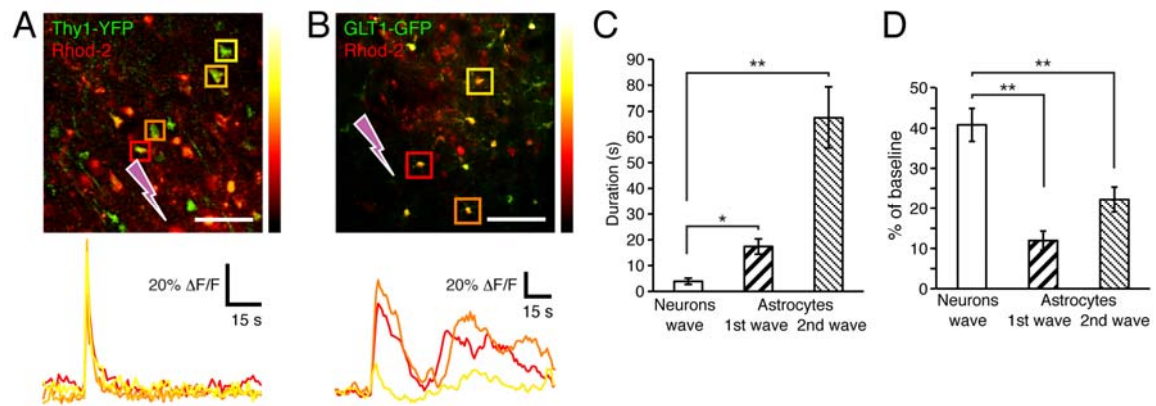 A
Thy1-YFP
Rhod-2
20% ΔF/F
15 s
B
GLT1-GFP
Rhod-2
20% ΔF/F
15 s
C
90
80
70
60
50
40
30
20
10
0
Duration (s)
**
*
Neurons Astrocytes
wave 1st wave 2nd wave
D
50
40
30
20
10
0
% of baseline
**
**
Neurons Astrocytes
wave 1st wave 2nd wave